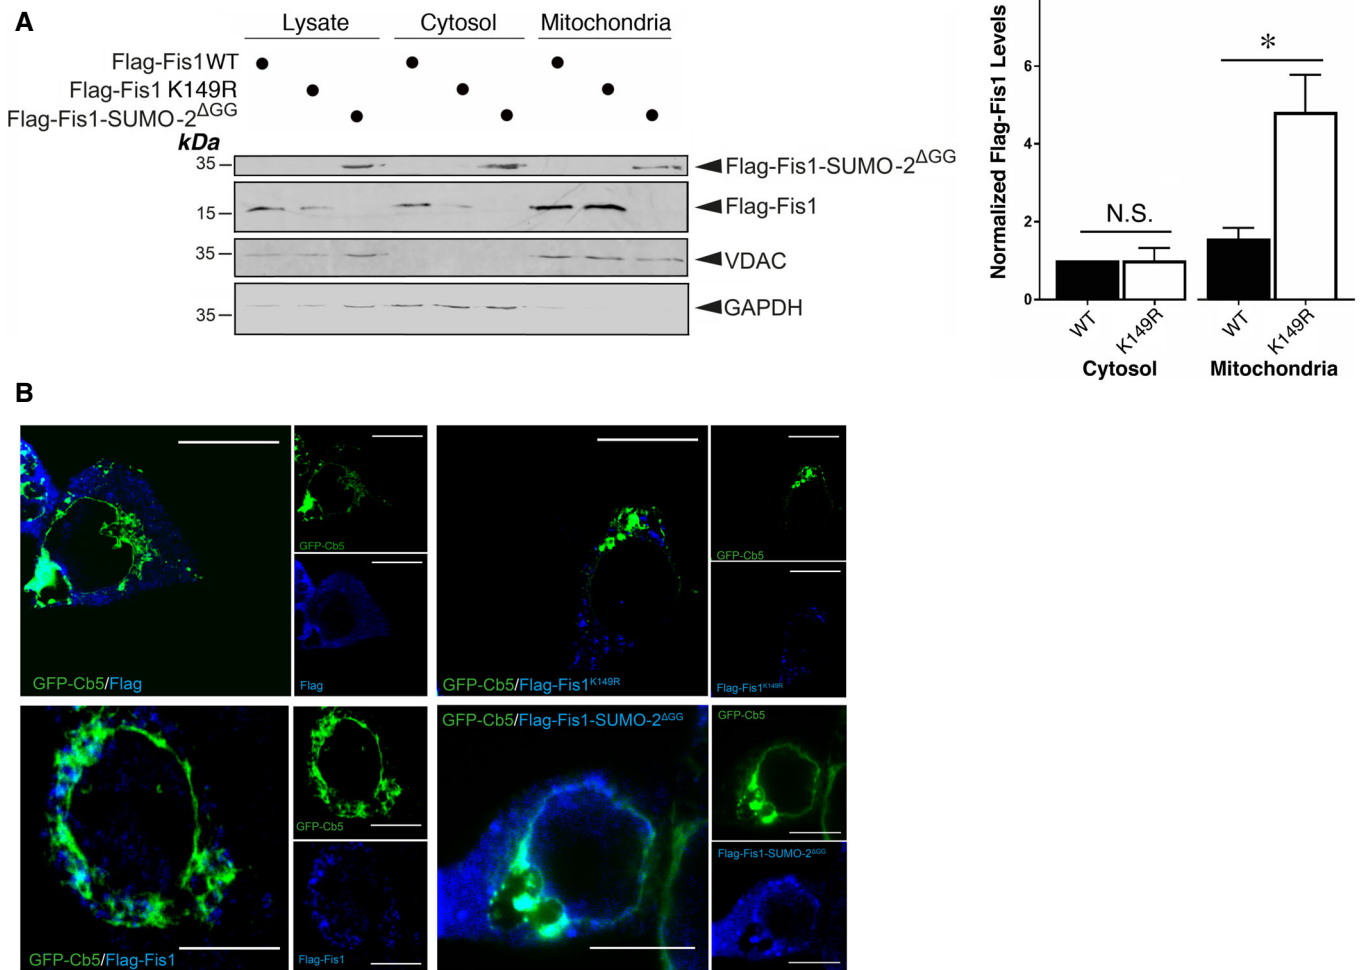 A
Lysate Cytosol Mitochondria
Flag-Fis1WT
Flag-Fis1 K149R
Flag-Fis1-SUMO-2ΔGG
kDa
35
Flag-Fis1-SUMO-2ΔGG
15
Flag-Fis1
35
VDAC
35
GAPDH
Normalized Flag-Fis1 Levels
6
4
2
0
N.S.
*
WT
K149R
WT
K149R
Cytosol
Mitochondria
B
GFP-Cb5/Flag
GFP-Cb5
Flag
GFP-Cb5/Flag-Fis1K149R
GFP-Cb5
Flag-Fis1K149R
GFP-Cb5/Flag-Fis1
GFP-Cb5
Flag-Fis1
GFP-Cb5/Flag-Fis1-SUMO-2ΔGG
GFP-Cb5
Flag-Fis1-SUMO-2ΔGG